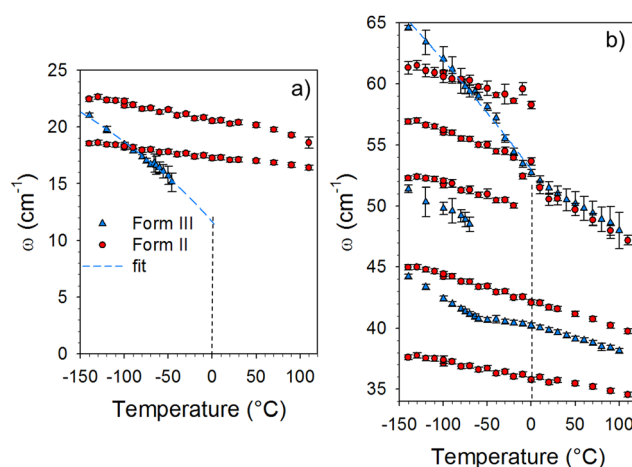 a)
25
20
15
10
5
0
ω (cm⁻¹)
Form III
Form II
fit
-150 -100 -50 0 50 100
Temperature (°C)
b)
65
60
55
50
45
40
35
ω (cm⁻¹)
-150 -100 -50 0 50 100
Temperature (°C)